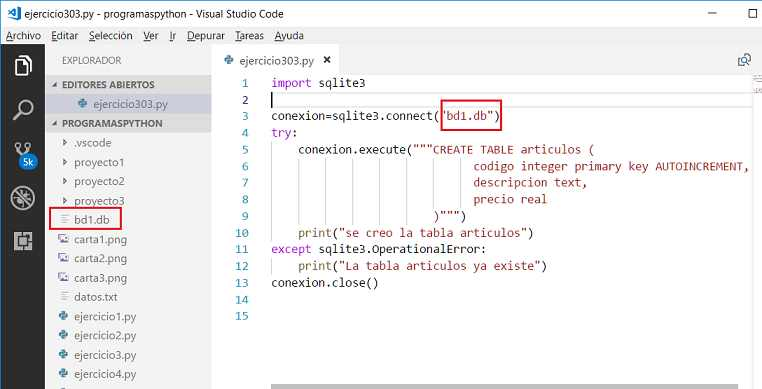 ejercicio303.py - programaspython - Visual Studio Code
Archivo Editar Selección Ver Ir Depurar Tareas Ayuda
EXPLORADOR
EDITORES ABIERTOS
ejercicio303.py
PROGRAMASPYTHON
.vscode
proyecto1
proyecto2
proyecto3
bd1.db
carta1.png
carta2.png
carta3.png
datos.txt
ejercicio1.py
ejercicio2.py
ejercicio3.py
ejercicio4.py
5k
ejercicio303.py
1 import sqlite3
2
3 conexion=sqlite3.connect("bd1.db")
4 try:
5 conexion.execute("""CREATE TABLE articulos (
6 codigo integer primary key AUTOINCREMENT,
7 descripcion text,
8 precio real
9 )""")
10 print("se creo la tabla articulos")
11 except sqlite3.OperationalError:
12 print("La tabla articulos ya existe")
13 conexion.close()
14
15